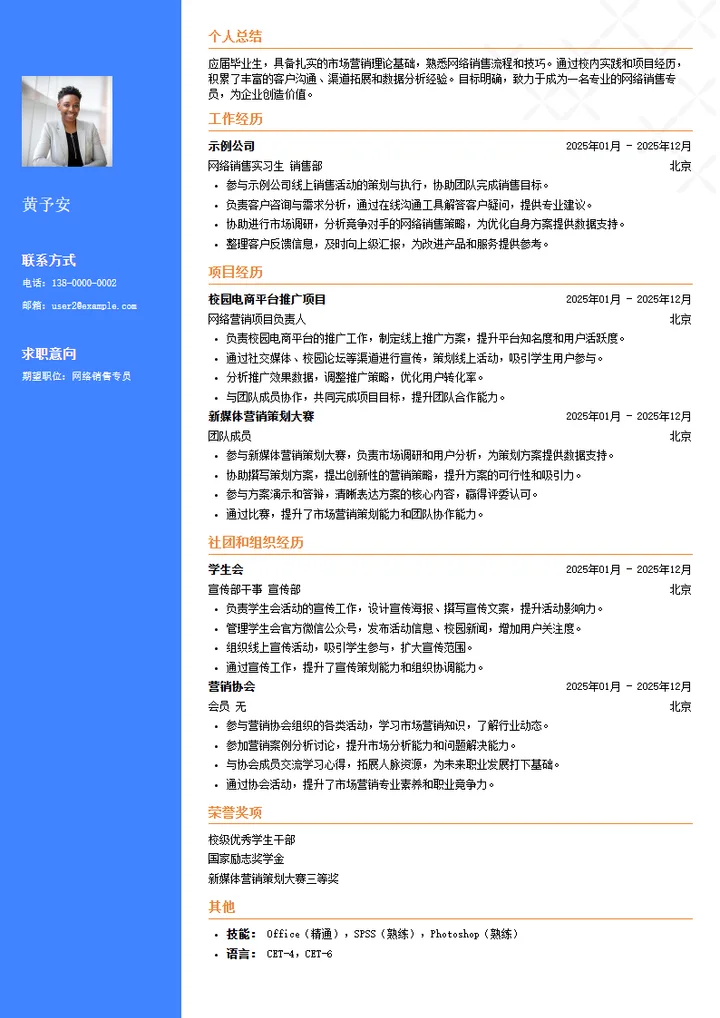 黄予安
联系方式
电话：138-0000-0002
邮箱：user2@example.com
求职意向
期望职位：网络销售专员
个人总结
应届毕业生，具备扎实的市场营销理论基础，熟悉网络销售流程和技巧。通过校内实践和项目经历，
积累了丰富的客户沟通、渠道拓展和数据分析经验。目标明确，致力于成为一名专业的网络销售专
员，为企业创造价值。
工作经历
示例公司 2025年01月 - 2025年12月
网络销售实习生 销售部 北京
• 参与示例公司线上销售活动的策划与执行，协助团队完成销售目标。
• 负责客户咨询与需求分析，通过在线沟通工具解答客户疑问，提供专业建议。
• 协助进行市场调研，分析竞争对手的网络销售策略，为优化自身方案提供数据支持。
• 整理客户反馈信息，及时向上级汇报，为改进产品和服务提供参考。
项目经历
校园电商平台推广项目 2025年01月 - 2025年12月
网络营销项目负责人 北京
• 负责校园电商平台的推广工作，制定线上推广方案，提升平台知名度和用户活跃度。
• 通过社交媒体、校园论坛等渠道进行宣传，策划线上活动，吸引学生用户参与。
• 分析推广效果数据，调整推广策略，优化用户转化率。
• 与团队成员协作，共同完成项目目标，提升团队合作能力。
新媒体营销策划大赛 2025年01月 - 2025年12月
团队成员 北京
• 参与新媒体营销策划大赛，负责市场调研和用户分析，为策划方案提供数据支持。
• 协助撰写策划方案，提出创新性的营销策略，提升方案的可行性和吸引力。
• 参与方案演示和答辩，清晰表达方案的核心内容，赢得评委认可。
• 通过比赛，提升了市场营销策划能力和团队协作能力。
社团和组织经历
学生会 2025年01月 - 2025年12月
宣传部干事 宣传部 北京
• 负责学生会活动的宣传工作，设计宣传海报、撰写宣传文案，提升活动影响力。
• 管理学生会官方微信公众号，发布活动信息、校园新闻，增加用户关注度。
• 组织线上宣传活动，吸引学生参与，扩大宣传范围。
• 通过宣传工作，提升了宣传策划能力和组织协调能力。
营销协会 2025年01月 - 2025年12月
会员 无 北京
• 参与营销协会组织的各类活动，学习市场营销知识，了解行业动态。
• 参加营销案例分析讨论，提升市场分析能力和问题解决能力。
• 与协会成员交流学习心得，拓展人脉资源，为未来职业发展打下基础。
• 通过协会活动，提升了市场营销专业素养和职业竞争力。
荣誉奖项
校级优秀学生干部
国家励志奖学金
新媒体营销策划大赛三等奖
其他
• 技能： Office（精通），SPSS（熟练），Photoshop（熟练）
• 语言： CET-4，CET-6